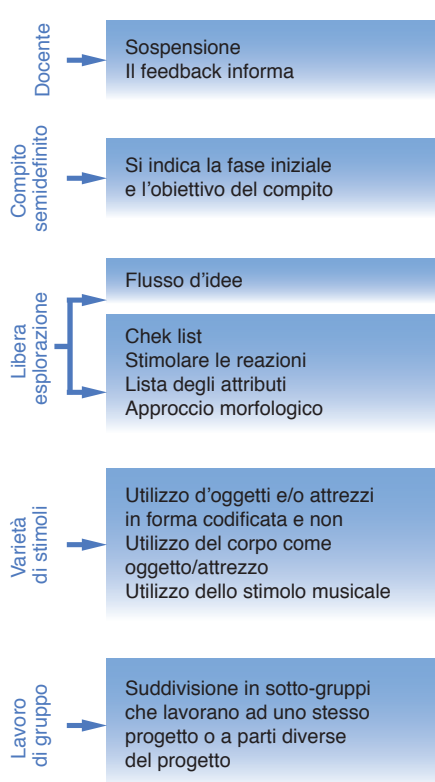 Docente
Sospensione
Il feedback informa
Compito
semidefinito
Si indica la fase iniziale
e l'obiettivo del compito
Libera
esplorazione
Flusso d'idee
Chek list
Stimolare le reazioni
Lista degli attributi
Approccio morfologico
Varietà
di stimoli
Utilizzo d'oggetti e/o attrezzi
in forma codificata e non
Utilizzo del corpo come
oggetto/attrezzo
Utilizzo dello stimolo musicale
Lavoro
di gruppo
Suddivisione in sotto-gruppi
che lavorano ad uno stesso
progetto o a parti diverse
del progetto